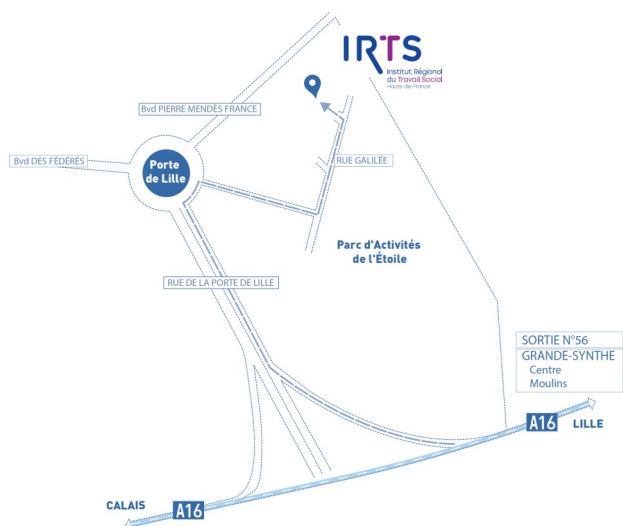 IRTS
Institut Régional
du Travail Social
Hauts-de-France
Bvd PIERRE MENDÈS FRANCE
Bvd DES FÉDÉRÉS
Porte
de Lille
RUE GALILÉE
Parc d'Activités
de l'Étoile
RUE DE LA PORTE DE LILLE
SORTIE N°56
GRANDE-SYNTHE
Centre
Moulins
A16
LILLE
CALAIS
A16